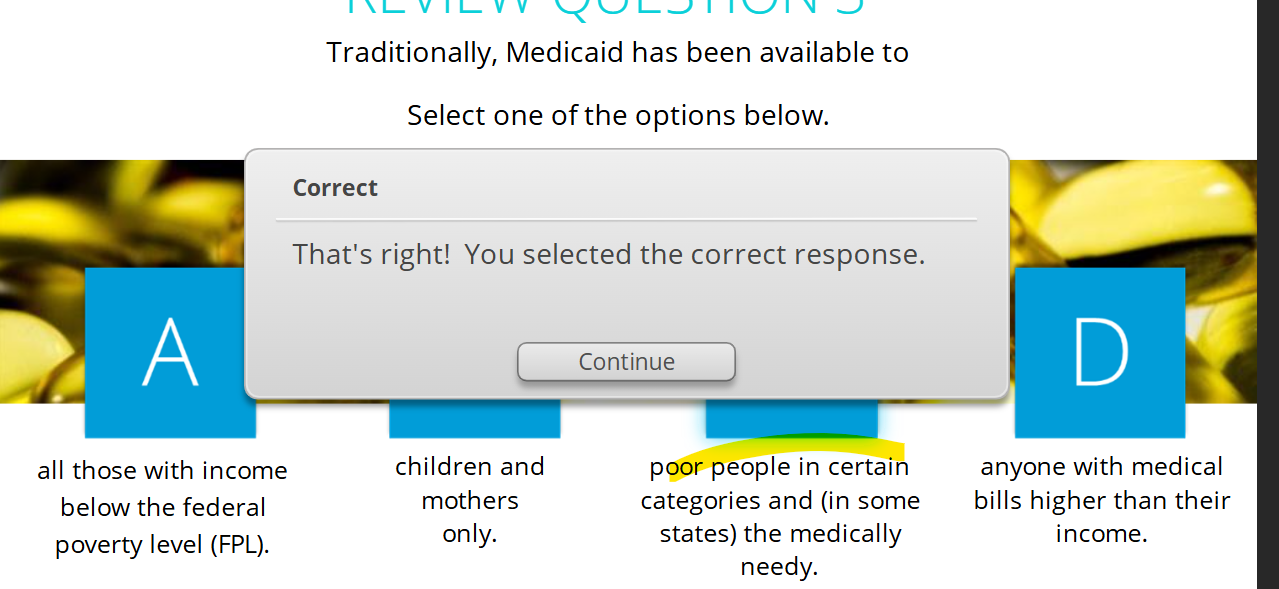 REVIEW QUESTION 3
Traditionally, Medicaid has been available to
Select one of the options below.
Correct
That's right! You selected the correct response.
Continue
A
D
all those with income
below the federal
poverty level (FPL).
children and
mothers
only.
poor people in certain
categories and (in some
states) the medically
needy.
anyone with medical
bills higher than their
income.